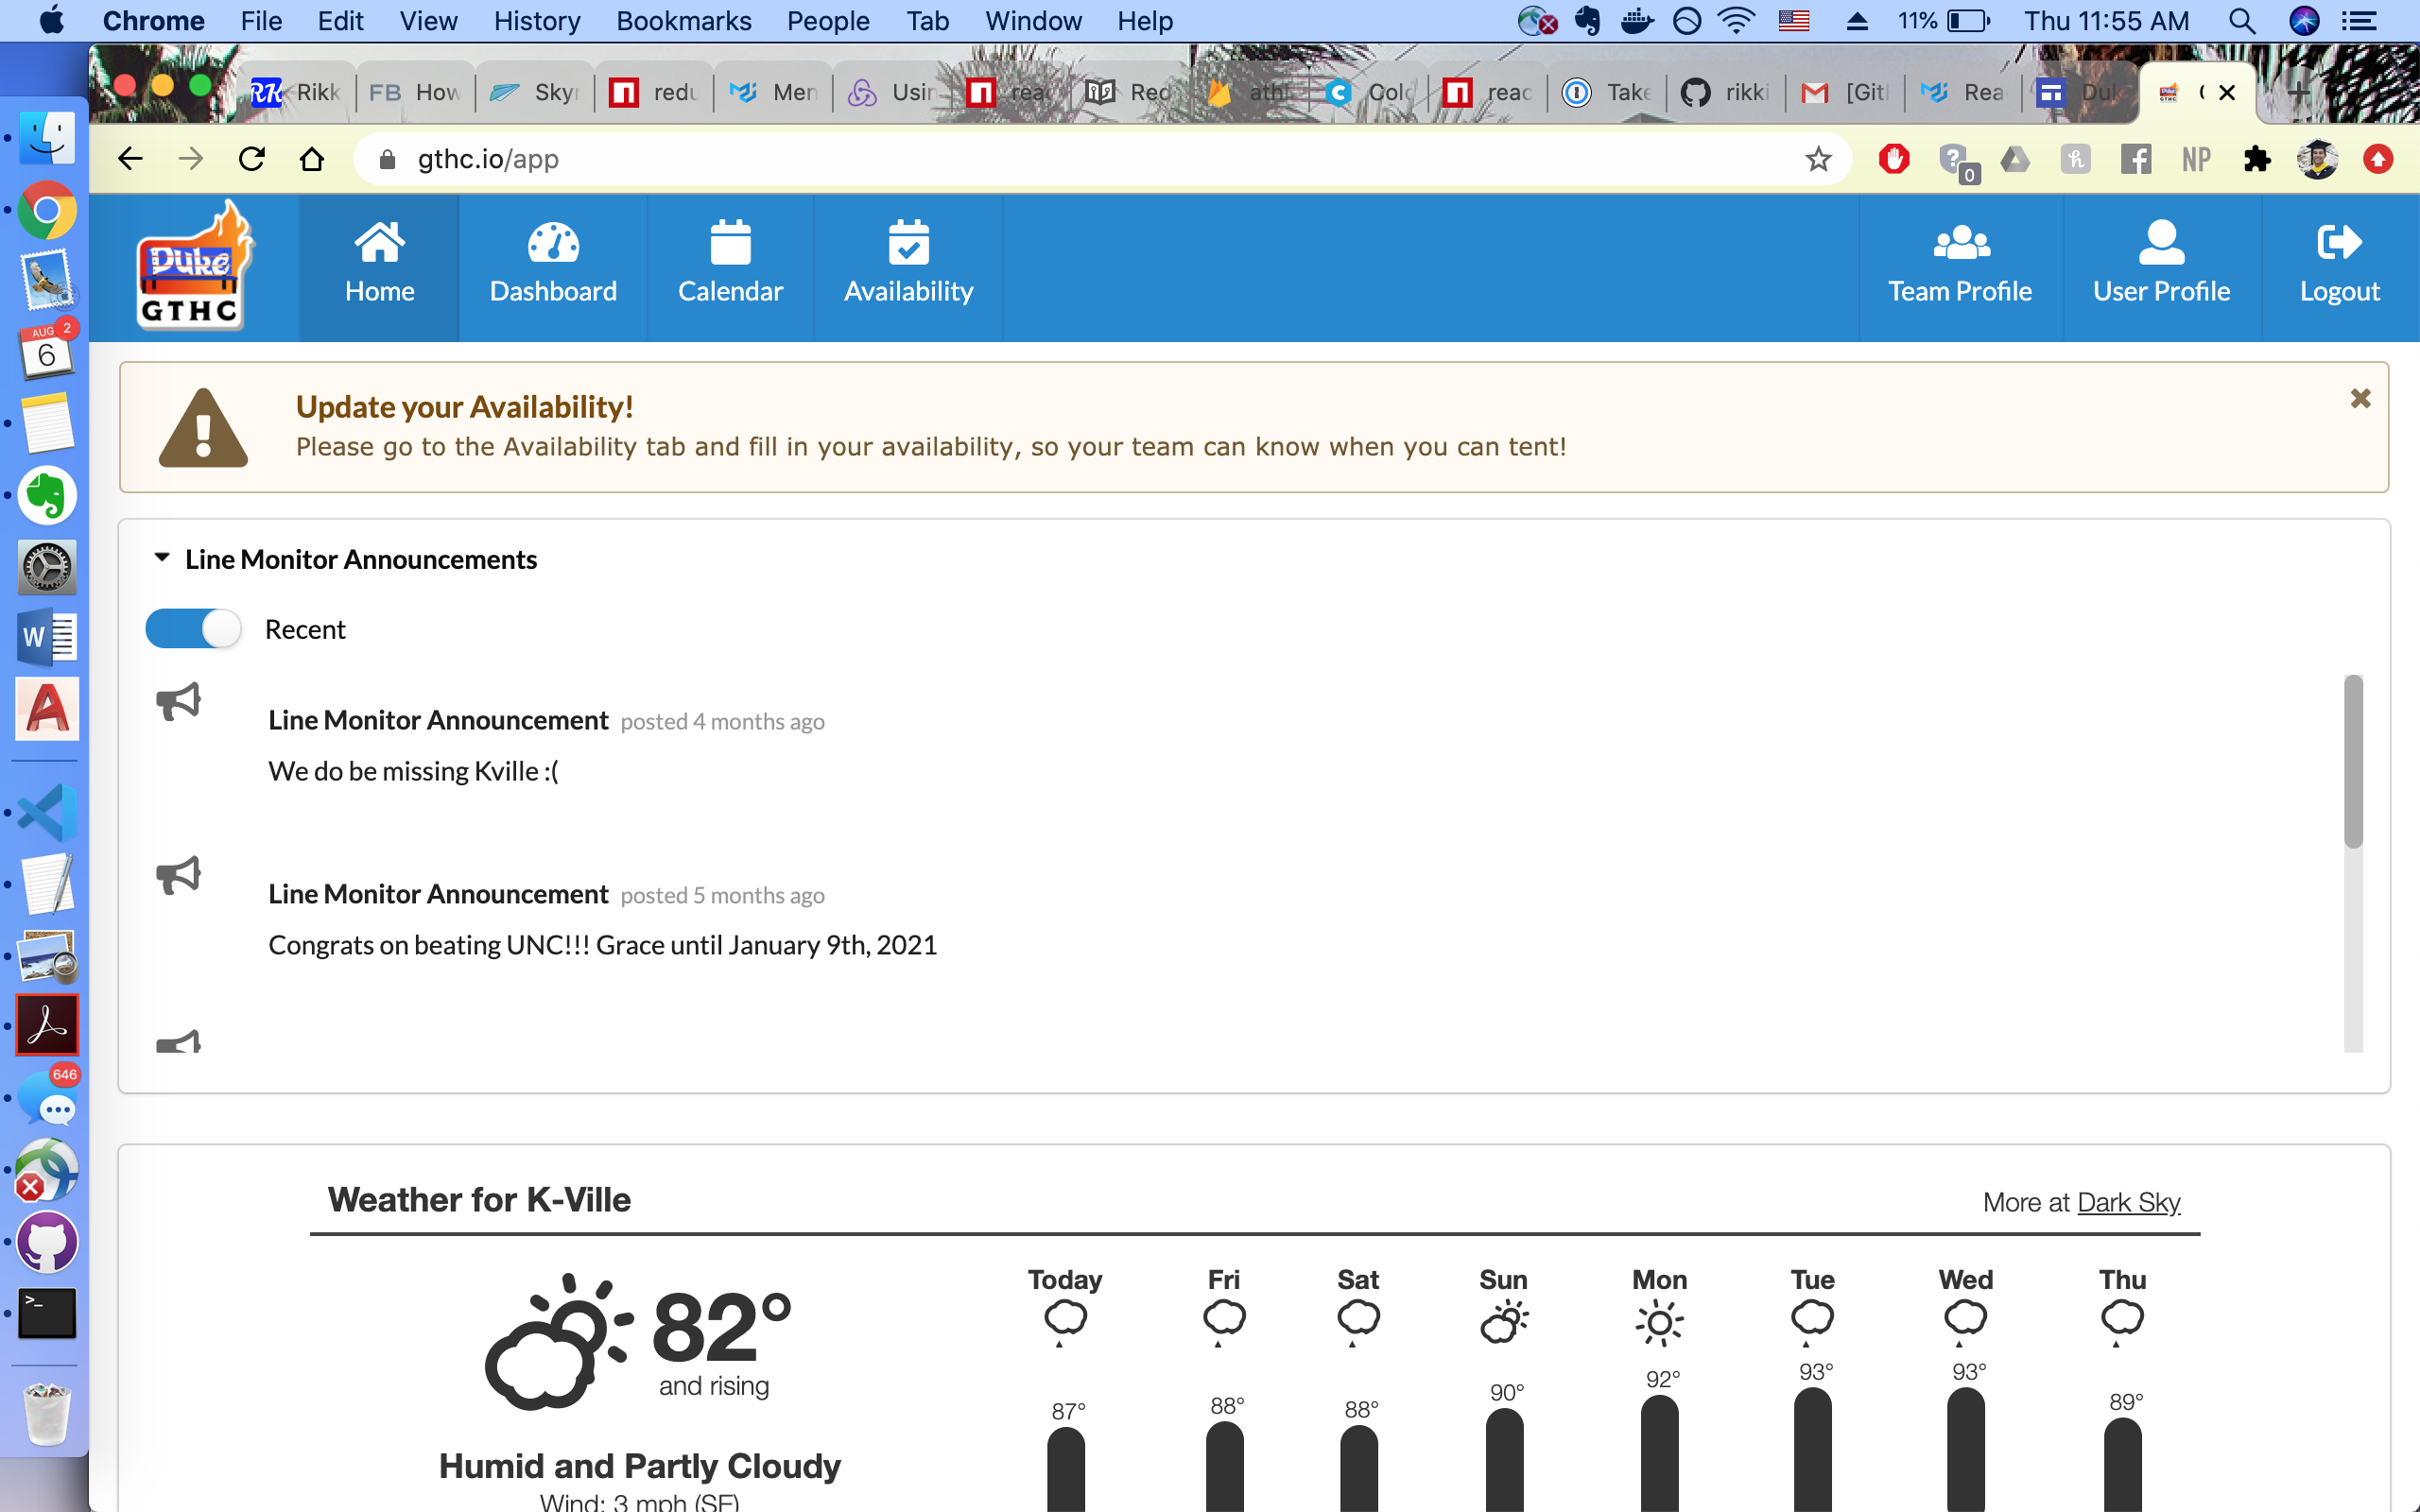 Chrome File Edit View History Bookmarks People Tab Window Help 11% Thu 11:55 AM
RK Rikk FB How Sky redu Men Usin reac Rec ath Colo reac Take rikki [Git Rea Duk
gthc.io/app
0 NP
Duke
GTHC
Home Dashboard Calendar Availability Team Profile User Profile Logout
AUG 2
6
Update your Availability!
Please go to the Availability tab and fill in your availability, so your team can know when you can tent!
Line Monitor Announcements
Recent
W
Line Monitor Announcement posted 4 months ago
We do be missing Kville :(
Line Monitor Announcement posted 5 months ago
Congrats on beating UNC!!! Grace until January 9th, 2021
646
Weather for K-Ville
More at Dark Sky
Today Fri Sat Sun Mon Tue Wed Thu
82°
and rising
87° 88° 88° 90° 92° 93° 93° 89°
Humid and Partly Cloudy
Wind: 3 mph (SE)